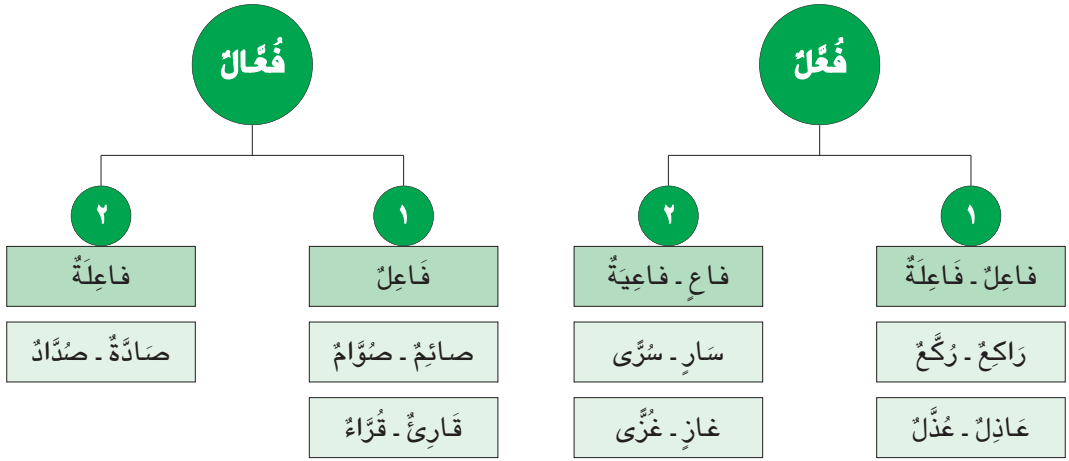 فُعَّلٌ
١
فاعِلٌ ـ فَاعِلَةٌ
رَاكِعٌ ـ رُكَّعٌ
عَاذِلٌ ـ عُذَّلٌ
٢
فاعٍ ـ فاعِيَةٌ
سَارٍ ـ سُرًّى
غازٍ ـ غُزًّى
فُعَّالٌ
١
فَاعِلٌ
صائِمٌ ـ صُوَّامٌ
قَارِئٌ ـ قُرَّاءٌ
٢
فاعِلَةٌ
صَادَّةٌ ـ صُدَّادٌ